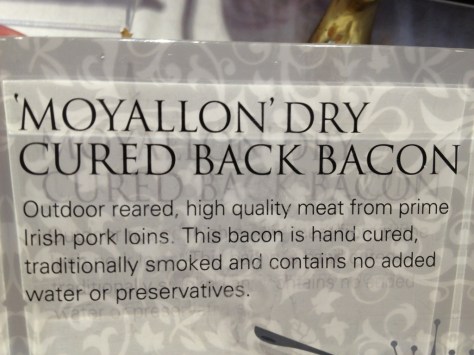 'MOYALLON' DRY
CURED BACK BACON
Outdoor reared, high quality meat from prime
Irish pork loins. This bacon is hand cured,
traditionally smoked and contains no added
water or preservatives.